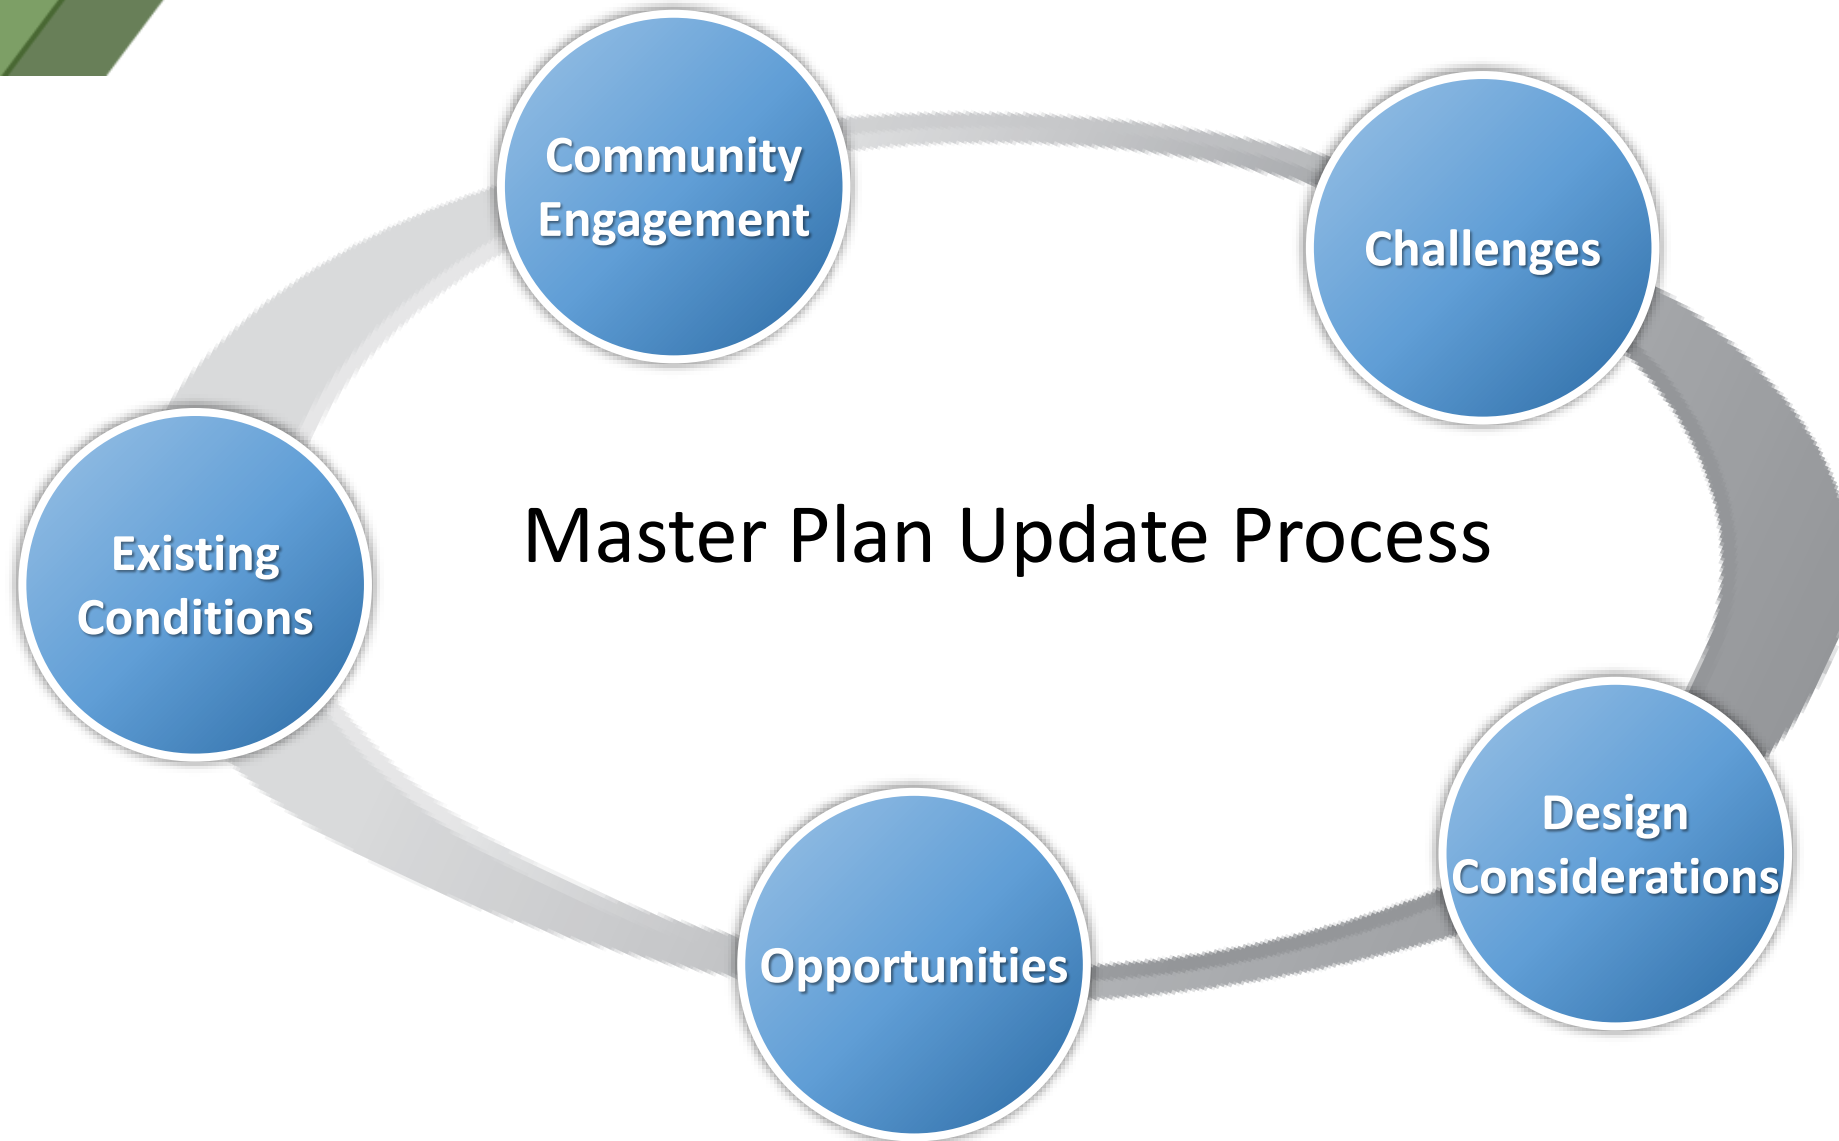 Community
Engagement
Challenges
Existing
Conditions
Master Plan Update Process
Design
Considerations
Opportunities